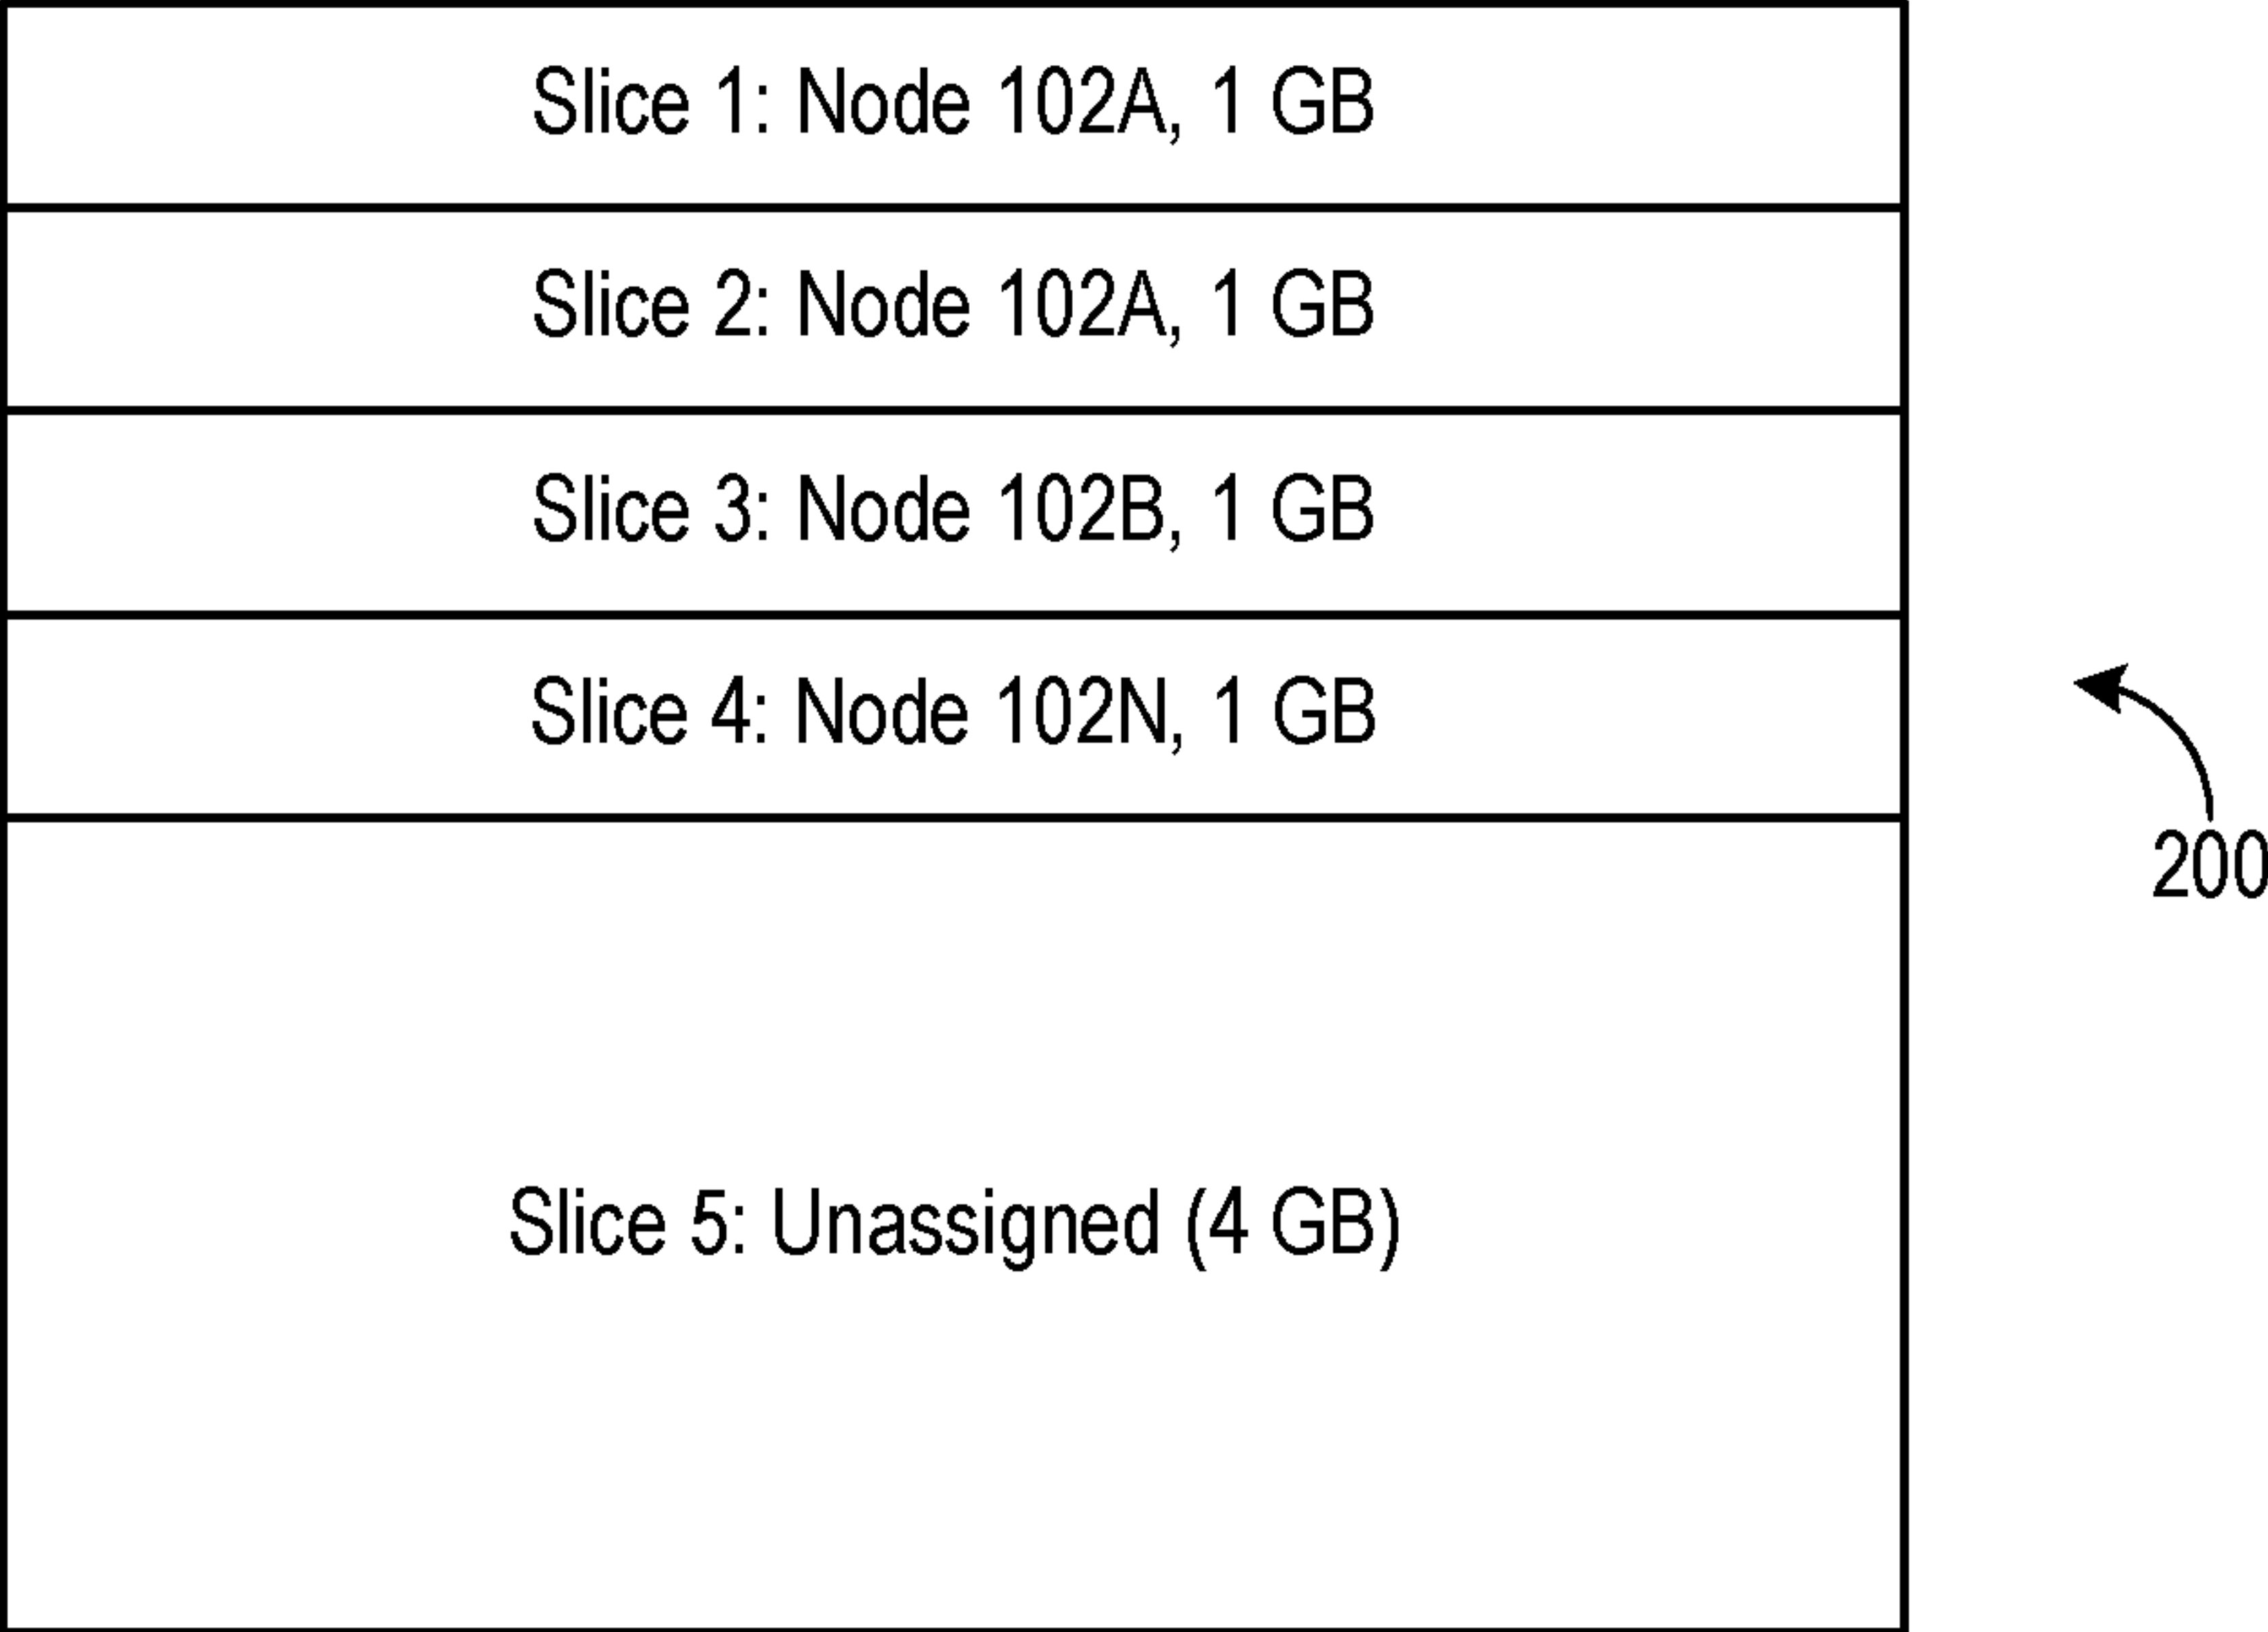 Slice 1: Node 102A, 1 GB
Slice 2: Node 102A, 1 GB
Slice 3: Node 102B, 1 GB
Slice 4: Node 102N, 1 GB
200
Slice 5: Unassigned (4 GB)